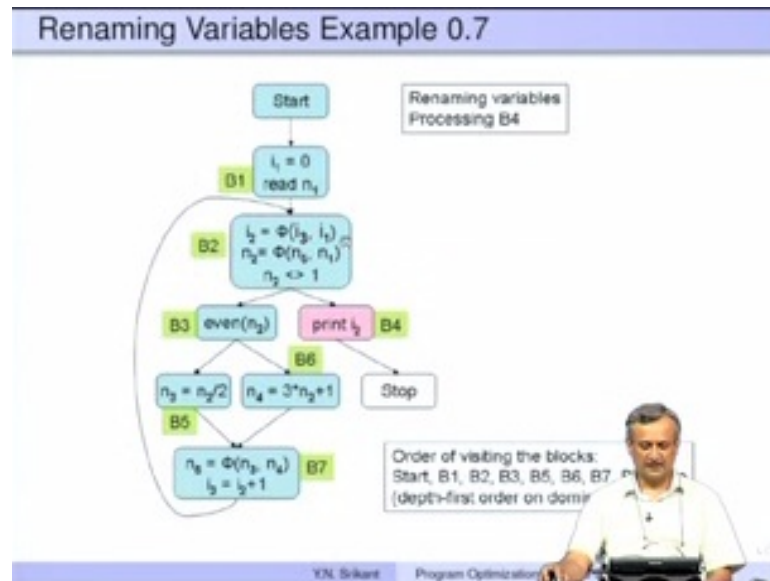 Renaming Variables Example 0.7
Start
Renaming variables
Processing B4
i₁ = 0
read n₁
B1
i₂ = Φ(i₃, i₁)
n₂ = Φ(n₅, n₁)
n₂ <> 1
B2
B3
even(n₂)
print i₂
B4
B6
n₃ = n₂/2
n₄ = 3*n₂+1
Stop
B5
n₅ = Φ(n₃, n₄)
i₃ = i₂+1
B7
Order of visiting the blocks:
Start, B1, B2, B3, B5, B6, B7,
(depth-first order on
Y.N. Srikant
Program Optimization